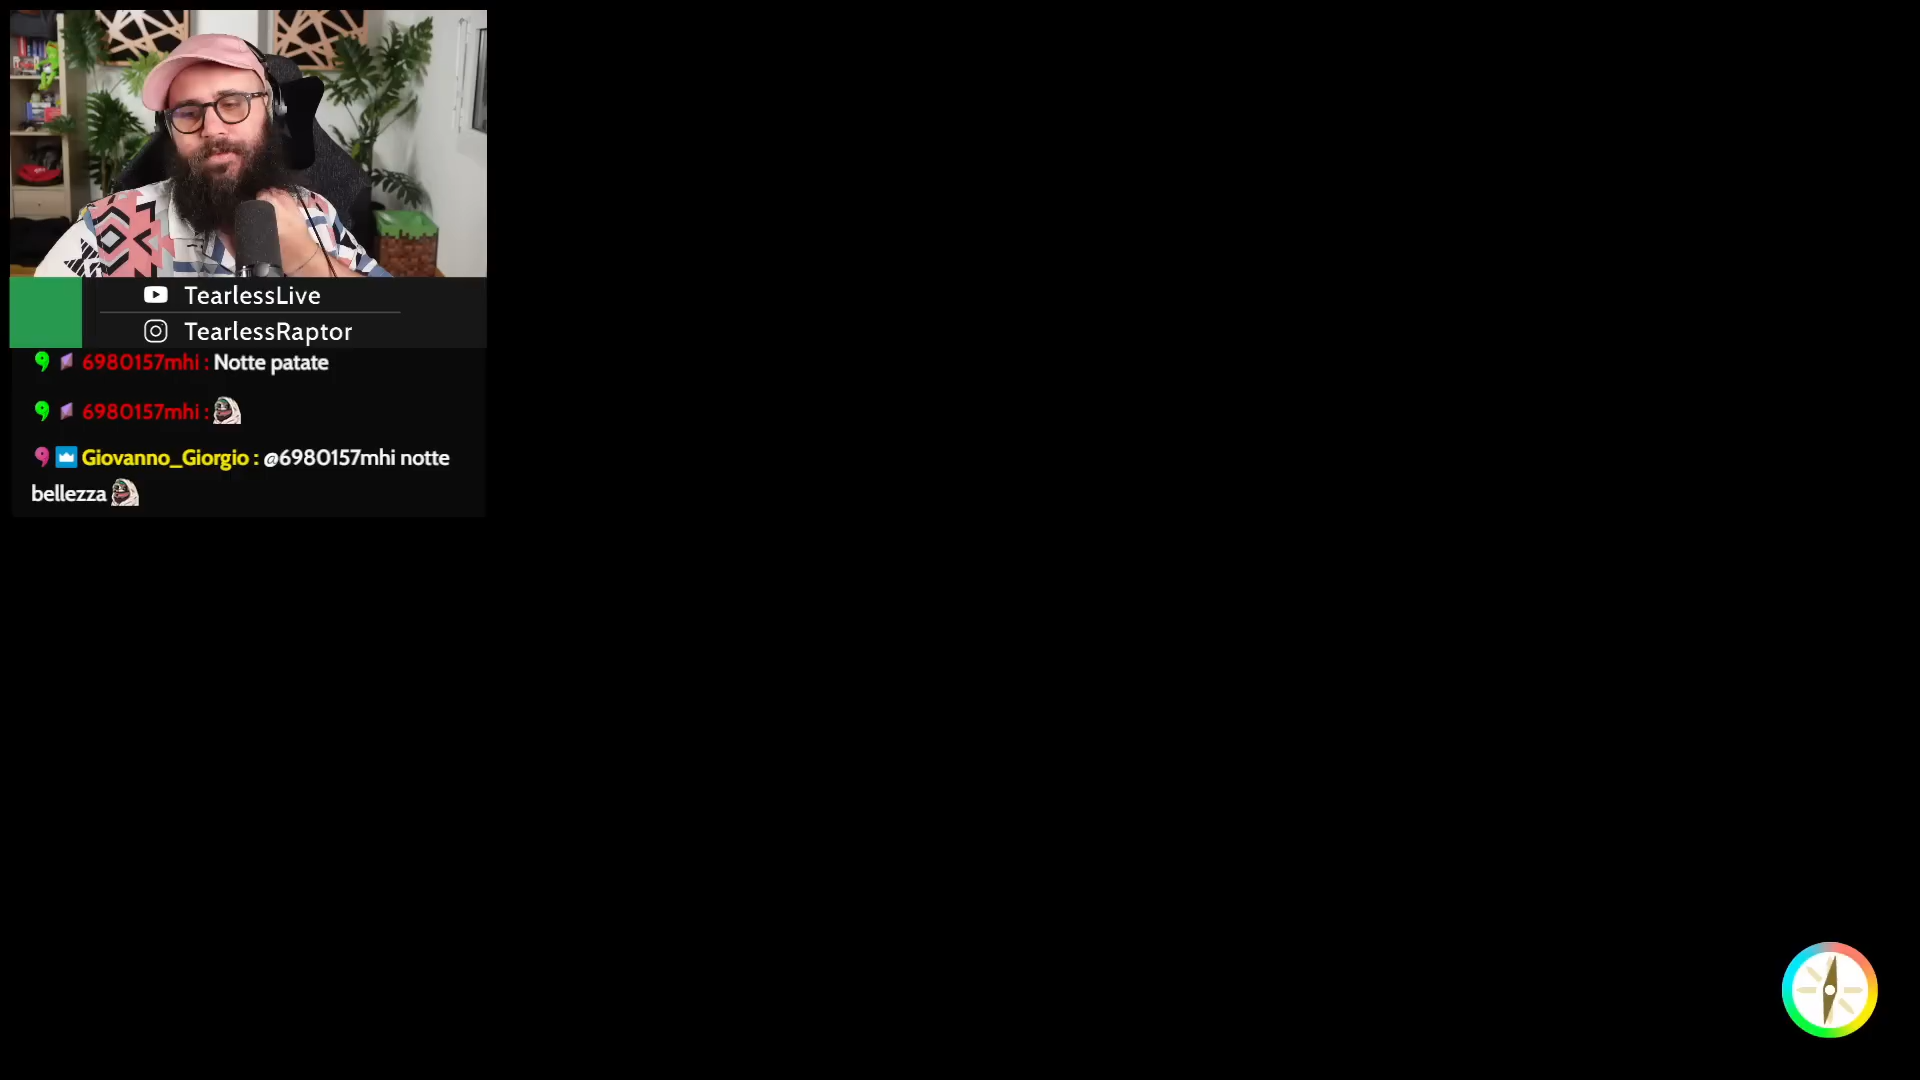 TearlessLive
TearlessRaptor
6980157mhi : Notte patate
6980157mhi :
Giovanno_Giorgio : @6980157mhi notte
bellezza